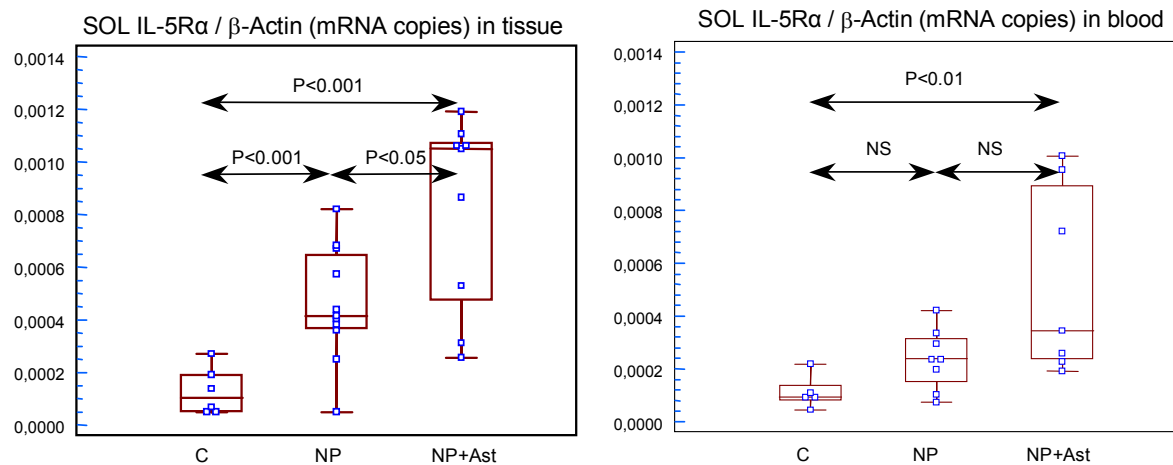 SOL IL-5Rα / β-Actin (mRNA copies) in tissue
0,0014
0,0012
0,0010
0,0008
0,0006
0,0004
0,0002
0,0000
P<0.001
P<0.001
P<0.05
C
NP
NP+Ast
SOL IL-5Rα / β-Actin (mRNA copies) in blood
0,0014
0,0012
0,0010
0,0008
0,0006
0,0004
0,0002
0,0000
P<0.01
NS
NS
C
NP
NP+Ast